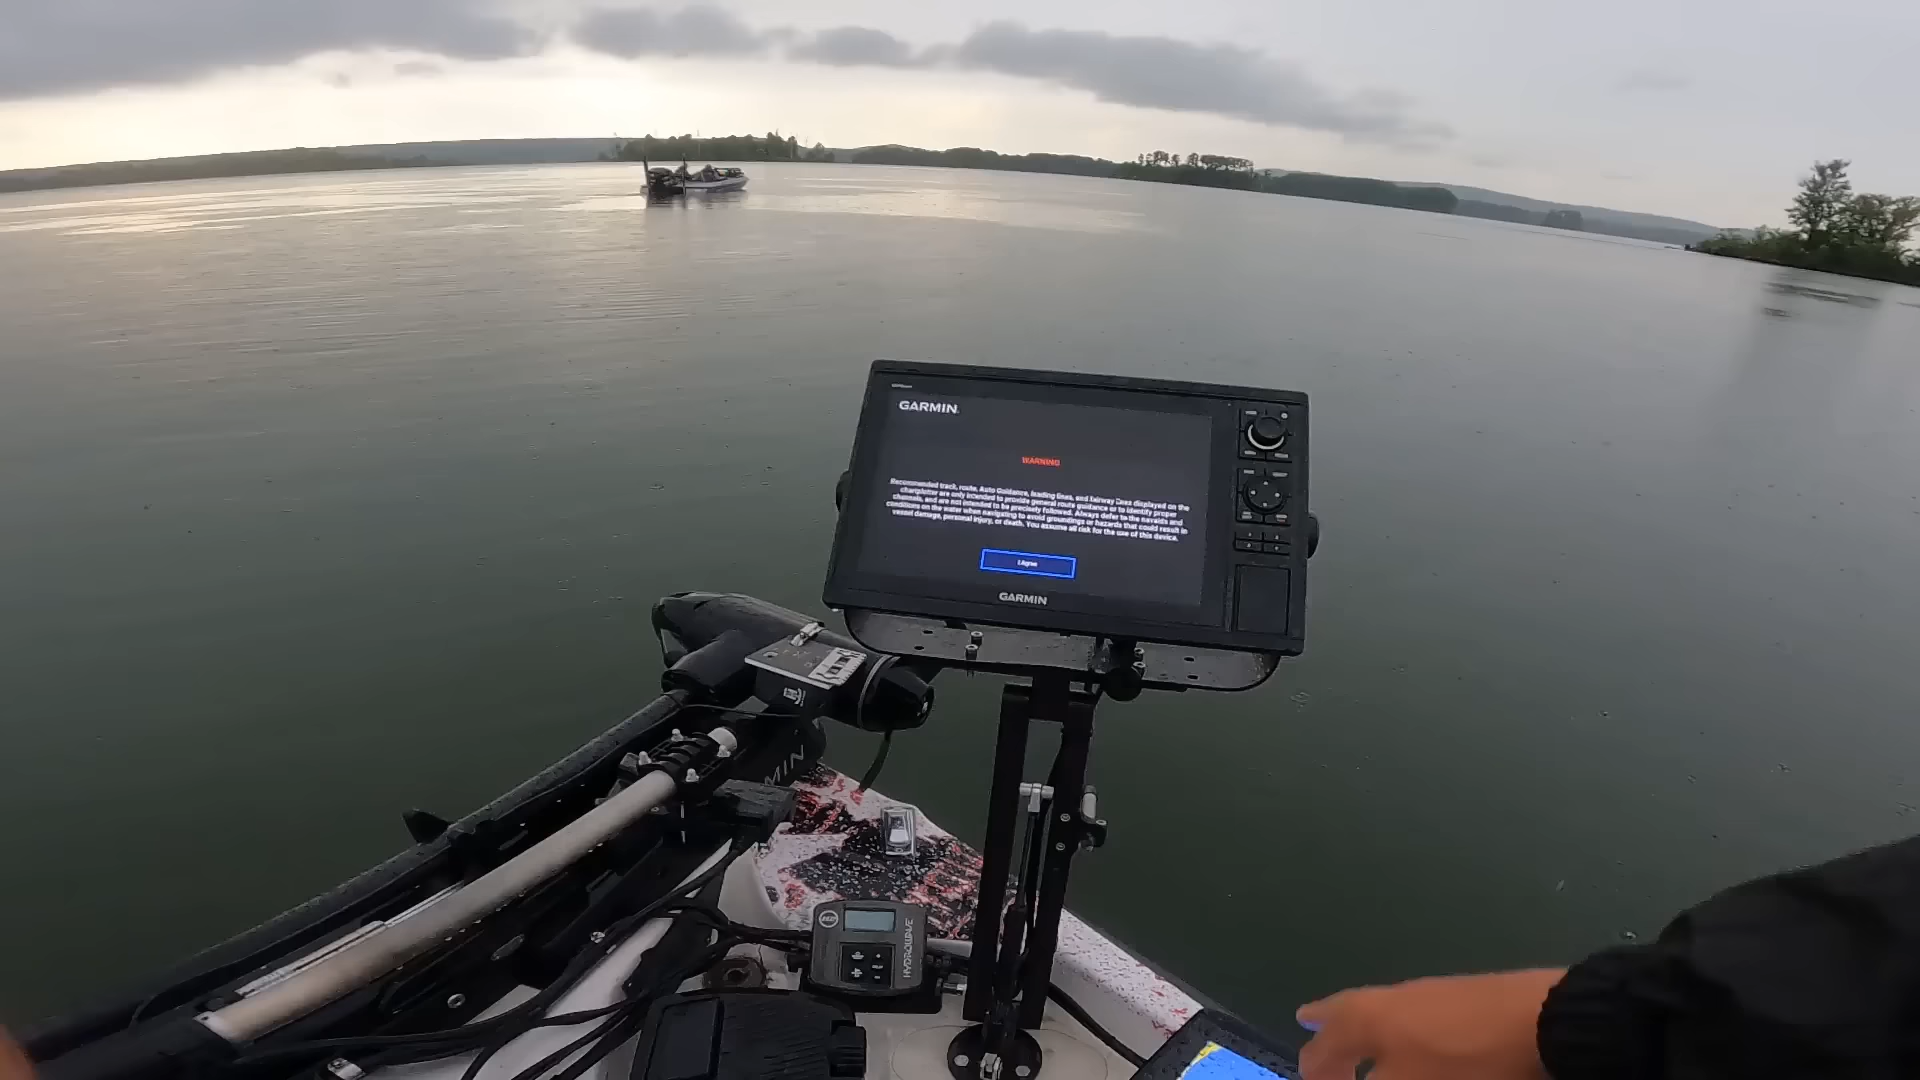 GARMIN
WARNING
Recommended track, route, Auto Guidance, leading lines, and fairway lines displayed on the
chartplotter are only intended to provide general route guidance or to identify proper
channels, and are not intended to be precisely followed. Always defer to the navaids and
conditions on the water when navigating to avoid groundings or hazards that could result in
vessel damage, personal injury, or death. You assume all risk for the use of this device.
I Agree
GARMIN
MIN
HYDROWAVE